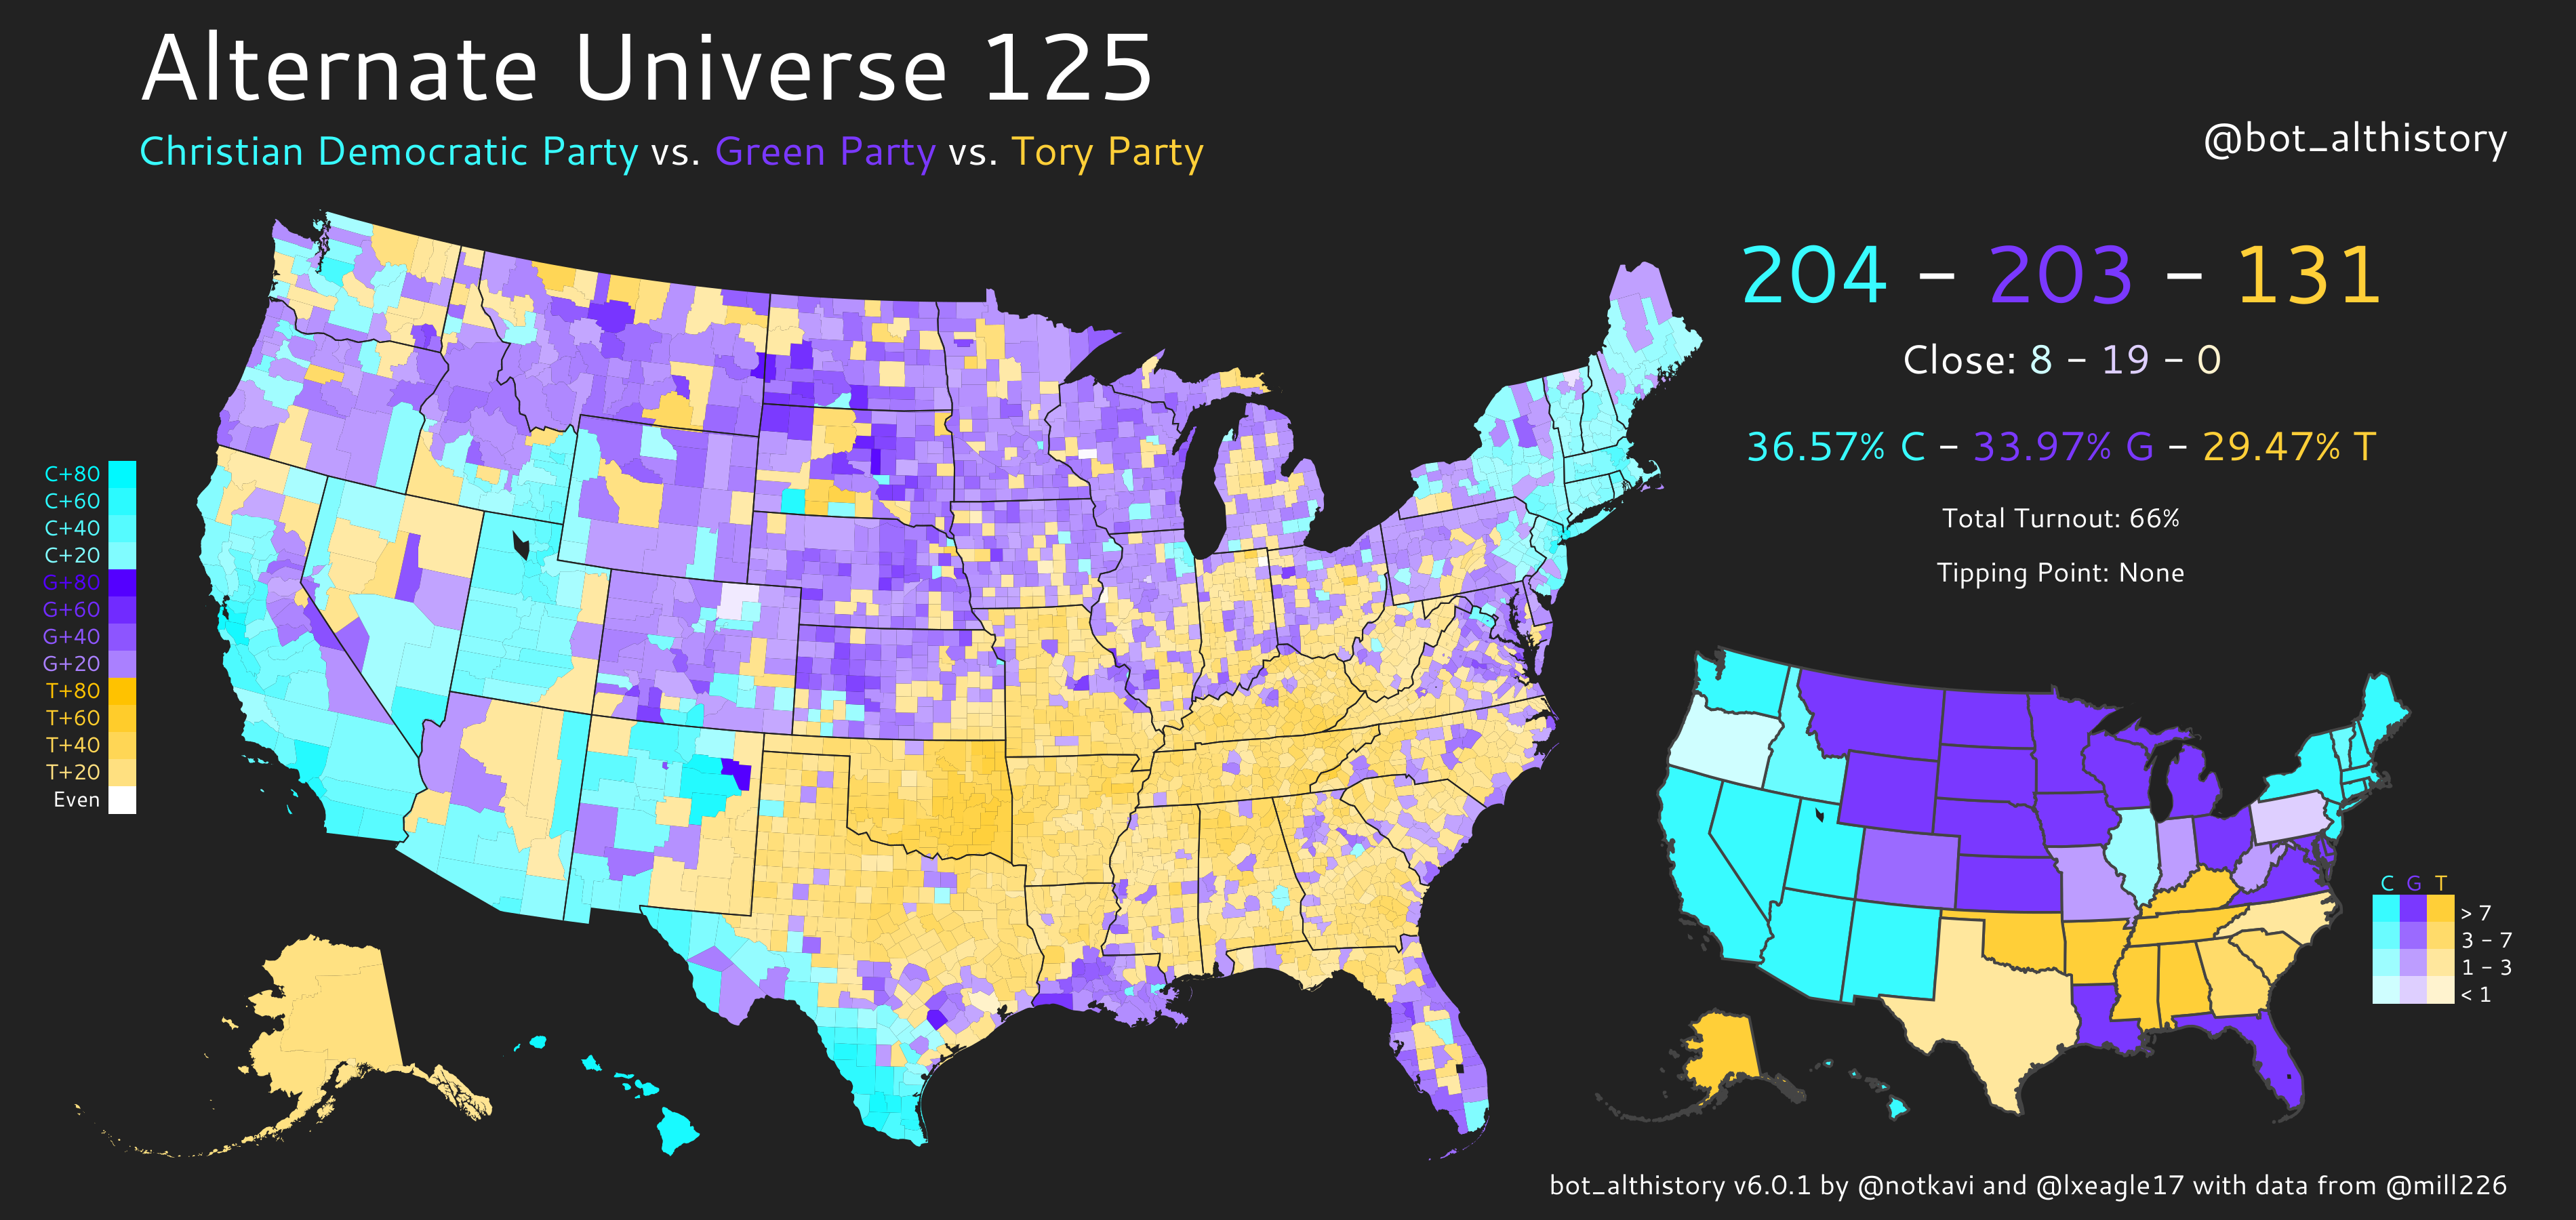 Alternate Universe 125
Christian Democratic Party vs. Green Party vs. Tory Party
@bot_althistory
204 – 203 – 131
Close: 8 – 19 – 0
36.57% C – 33.97% G – 29.47% T
Total Turnout: 66%
Tipping Point: None
C+80
C+60
C+40
C+20
G+80
G+60
G+40
G+20
T+80
T+60
T+40
T+20
Even
C G T
> 7
3 – 7
1 – 3
< 1
bot_althistory v6.0.1 by @notkavi and @lxeagle17 with data from @mill226